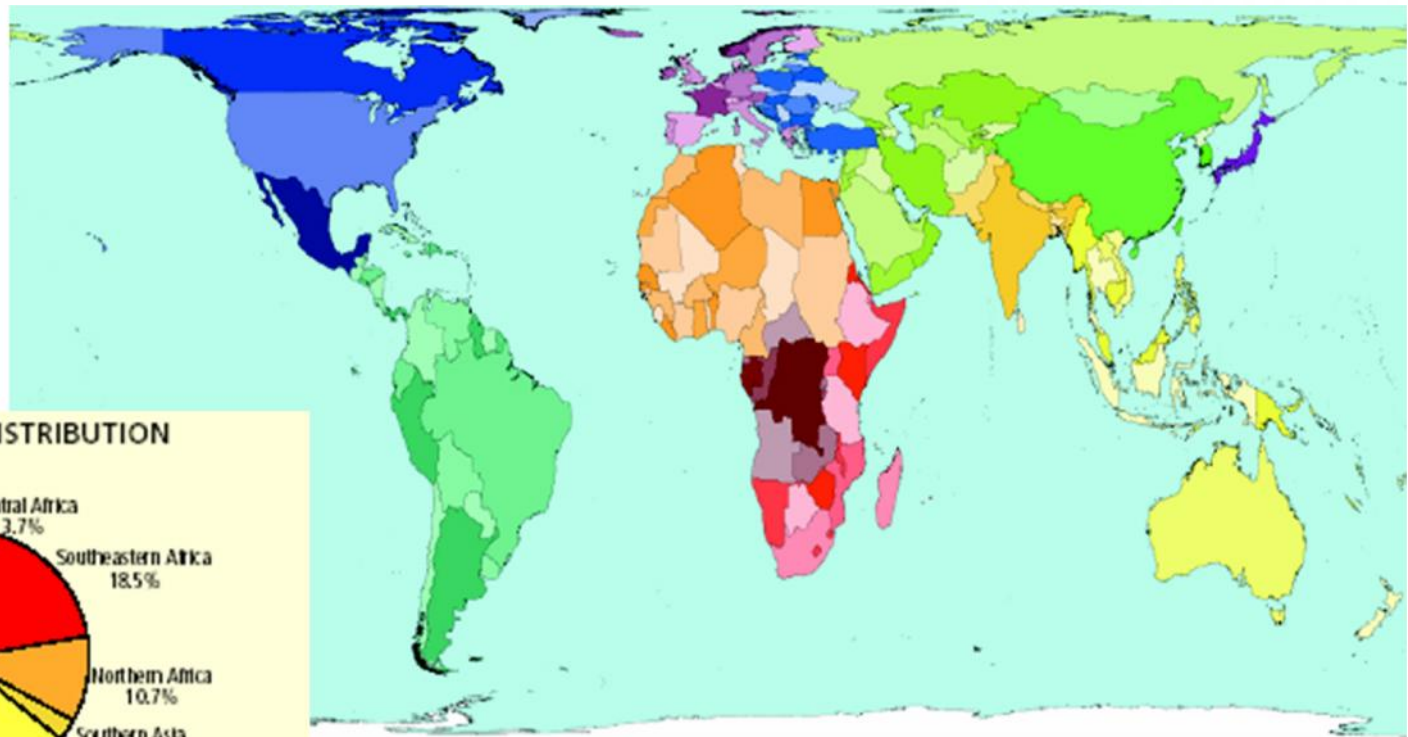 ISTRIBUTION
tral Africa
3.7%
Southeastern Africa
18.5%
Northern Africa
10.7%
Southern Asia